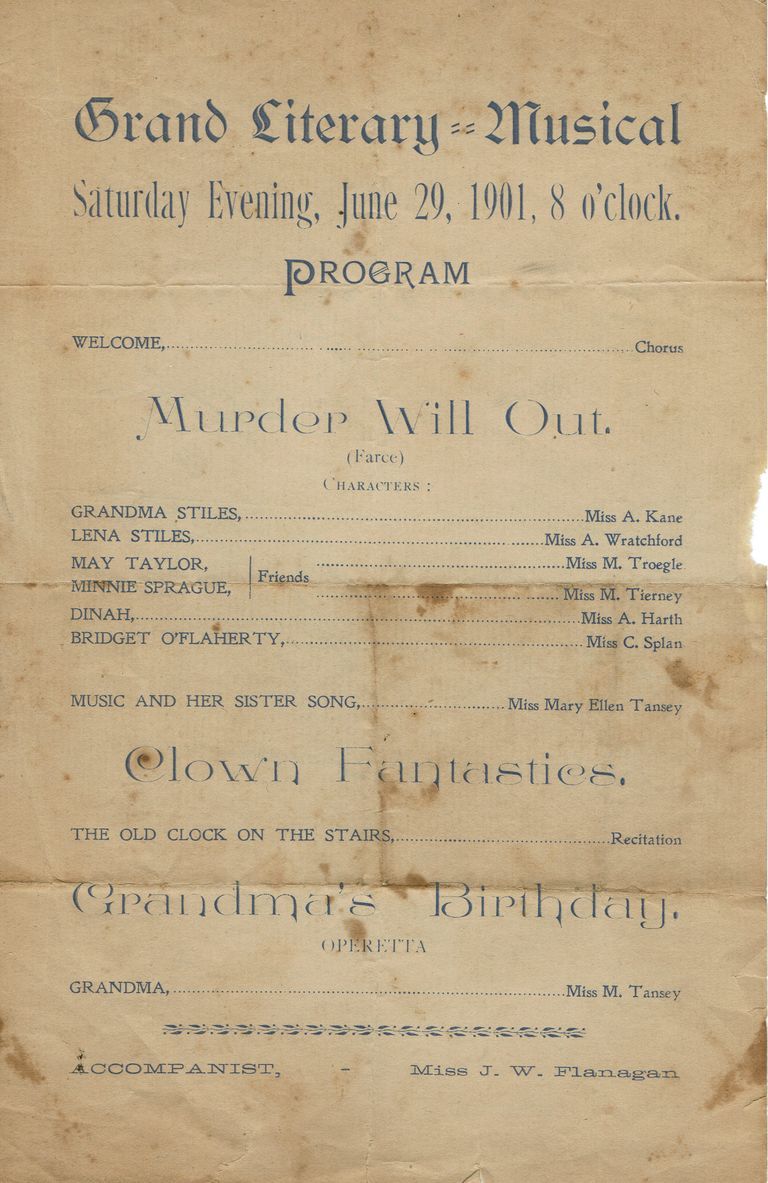 Grand Literary == Musical
Saturday Evening, June 29, 1901, 8 o'clock.
PROGRAM
WELCOME,........................Chorus
Murder Will Out.
(Farce)
CHARACTERS :
GRANDMA STILES,........................Miss A. Kane
LENA STILES,........................Miss A. Wratchford
MAY TAYLOR, ........................Miss M. Troegle
MINNIE SPRAGUE, Friends ........................Miss M. Tierney
DINAH,........................Miss A. Harth
BRIDGET O'FLAHERTY,........................Miss C. Splan
MUSIC AND HER SISTER SONG,........................Miss Mary Ellen Tansey
Clown Fantastics.
THE OLD CLOCK ON THE STAIRS,........................Recitation
Grandma's Birthday.
OPERETTA
GRANDMA,........................Miss M. Tansey
ACCOMPANIST, - Miss J. W. Flanagan